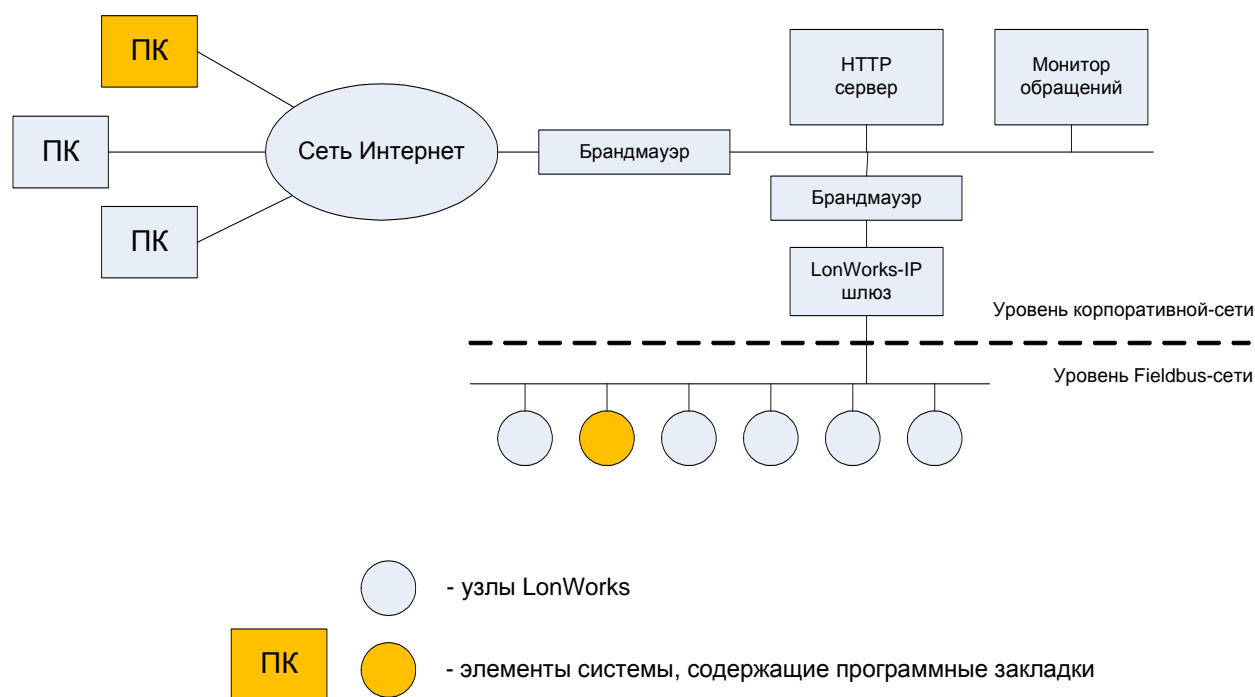 ПК
ПК
ПК
Сеть Интернет
Брандмауэр
HTTP
сервер
Монитор
обращений
Брандмауэр
LonWorks-IP
шлюз
Уровень корпоративной-сети
Уровень Fieldbus-сети
- узлы LonWorks
ПК
- элементы системы, содержащие программные закладки